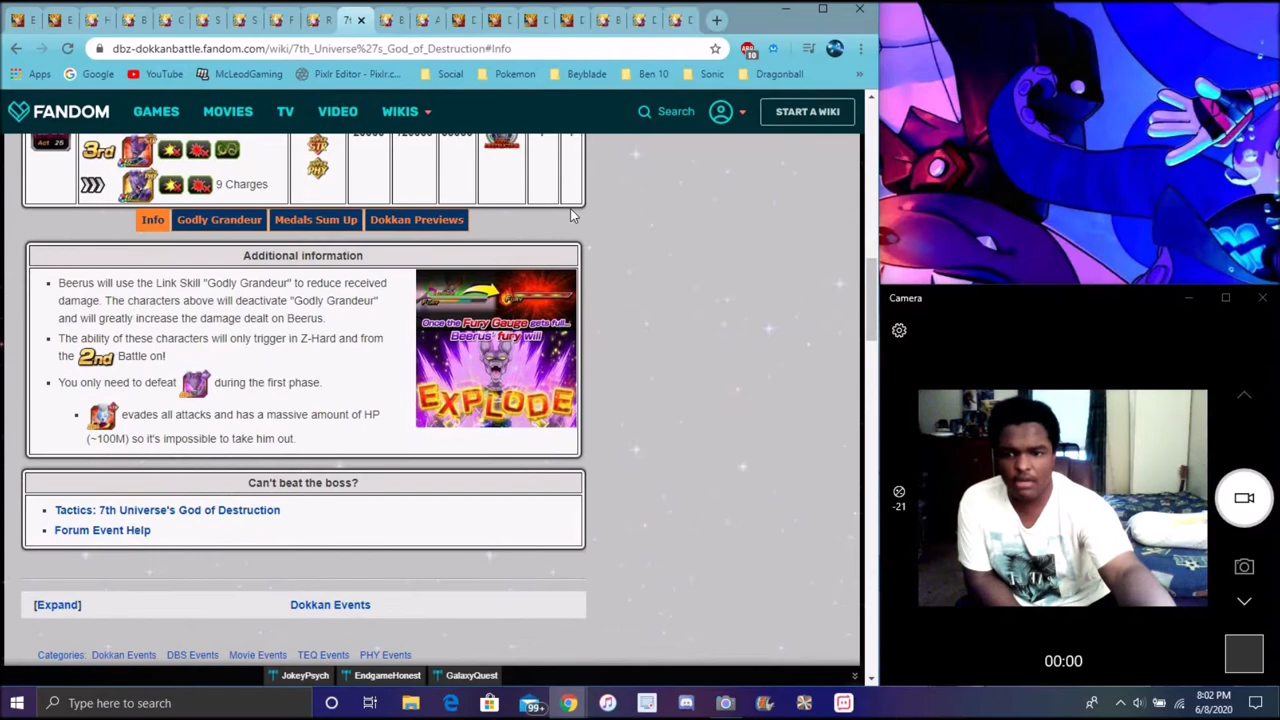 E
E
H
B
G
S
S
F
R
7t
E
A
D
D
D
D
B
D
D
dbz-dokkanbattle.fandom.com/wiki/7th_Universe%27s_God_of_Destruction#Info
10
Apps Google YouTube McLeodGaming Pixlr Editor - Pixlr.c... Social Pokemon Beyblade Ben 10 Sonic Dragonball »
FANDOM GAMES MOVIES TV VIDEO WIKIS Search START A WIKI
Act 25
3rd
STR
PHY
9 Charges
Info Godly Grandeur Medals Sum Up Dokkan Previews
Additional information
Beerus will use the Link Skill "Godly Grandeur" to reduce received
damage. The characters above will deactivate "Godly Grandeur"
and will greatly increase the damage dealt on Beerus.
The ability of these characters will only trigger in Z-Hard and from
the 2nd Battle on!
You only need to defeat during the first phase.
evades all attacks and has a massive amount of HP
(~100M) so it's impossible to take him out.
Once the Fury Gauge gets full...
Beerus' fury will
EXPLODE
Can't beat the boss?
Tactics: 7th Universe's God of Destruction
Forum Event Help
[Expand] Dokkan Events
Categories: Dokkan Events DBS Events Movie Events TEQ Events PHY Events
JokeyPsych EndgameHonest GalaxyQuest
Camera
-21
00:00
Type here to search
99+
8:02 PM
6/8/2020